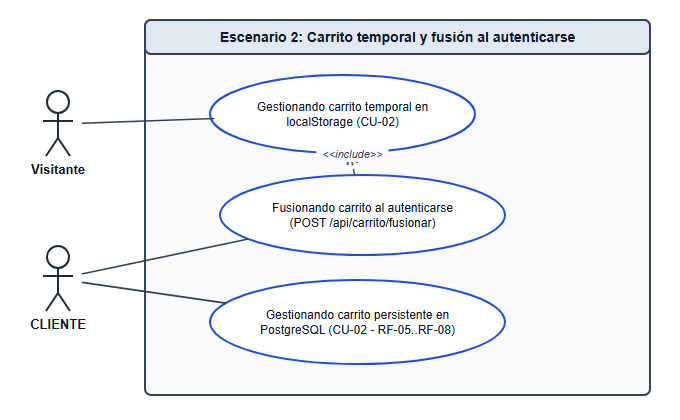 Escenario 2: Carrito temporal y fusión al autenticarse
Gestionando carrito temporal en
localStorage (CU-02)
Visitante
<<include>>
Fusionando carrito al autenticarse
(POST /api/carrito/fusionar)
CLIENTE
Gestionando carrito persistente en
PostgreSQL (CU-02 - RF-05..RF-08)